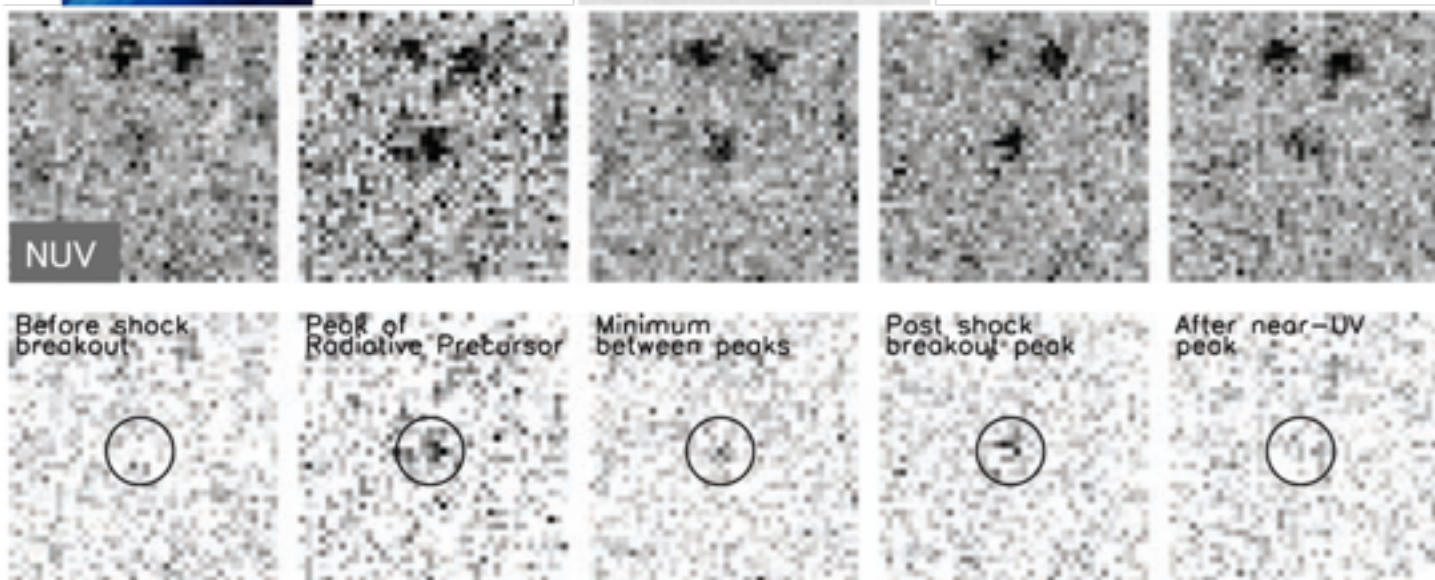 NUV
Before shock
breakout
Peak of
Radiative Precursor
Minimum
between peaks
Post shock
breakout peak
After near-UV
peak